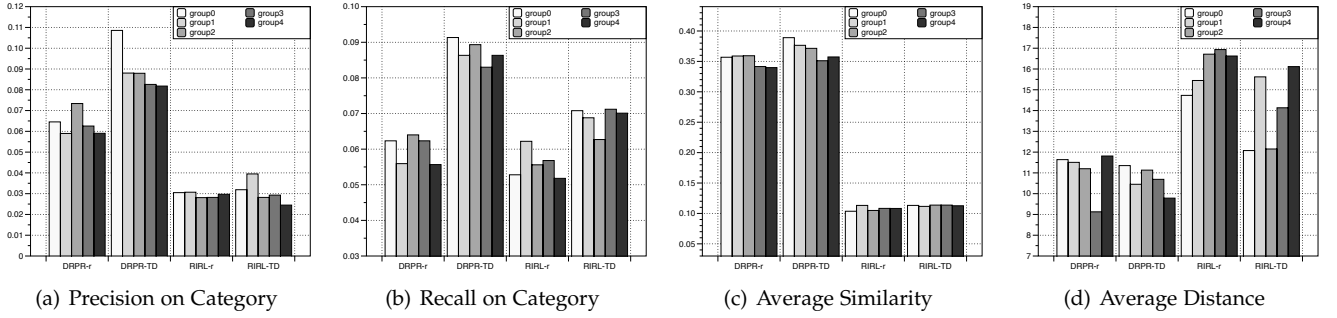 0.12
0.11
0.10
0.09
0.08
0.07
0.06
0.05
0.04
0.03
0.02
0.01
0
group0 group3
group1 group4
group2
DRPR-r DRPR-TD RIRL-r RIRL-TD
(a) Precision on Category
0.10
0.09
0.08
0.07
0.06
0.05
0.04
0.03
group0 group3
group1 group4
group2
DRPR-r DRPR-TD RIRL-r RIRL-TD
(b) Recall on Category
0.40
0.35
0.30
0.25
0.20
0.15
0.10
0.05
group0 group3
group1 group4
group2
DRPR-r DRPR-TD RIRL-r RIRL-TD
(c) Average Similarity
19
18
17
16
15
14
13
12
11
10
9
8
7
group0 group3
group1 group4
group2
DRPR-r DRPR-TD RIRL-r RIRL-TD
(d) Average Distance